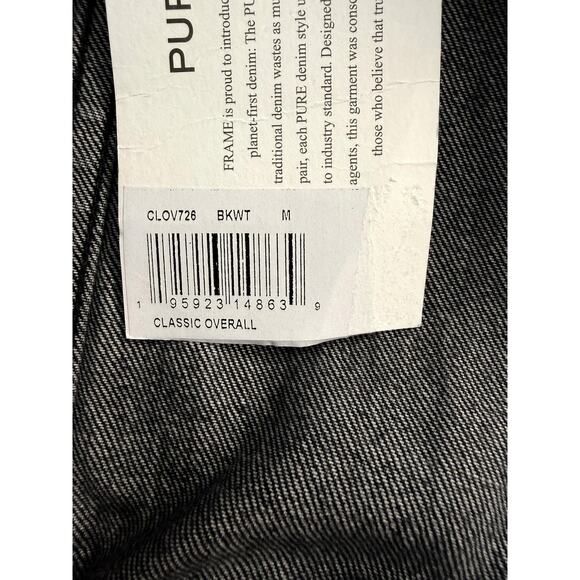 PUR
FRAME is proud to introduc
planet-first denim: The PU
traditional denim wastes as mu
pair, each PURE denim style u
to industry standard. Designed
agents, this garment was consc
those who believe that tru
CLOV726 BKWT M
1 95923 14863 9
CLASSIC OVERALL